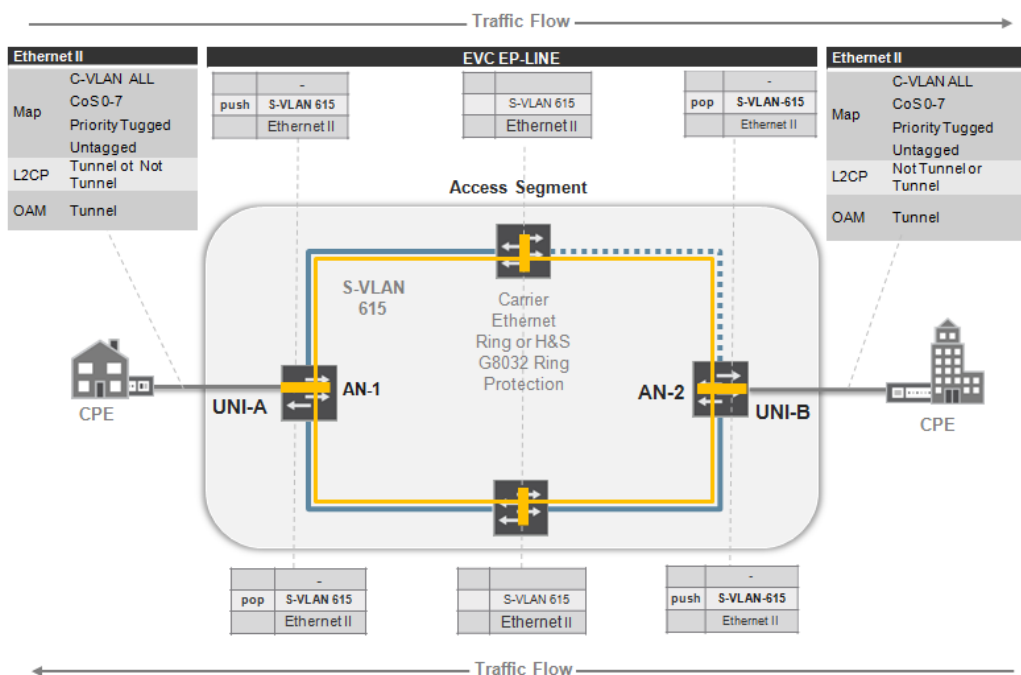 Traffic Flow
Ethernet II
Map
C-VLAN ALL
CoS 0-7
Priority Tugged
Untagged
L2CP
Tunnel ot Not
Tunnel
OAM
Tunnel
EVC EP-LINE
-
push S-VLAN 615
Ethernet II
S-VLAN 615
Ethernet II
-
pop S-VLAN-615
Ethernet II
Ethernet II
Map
C-VLAN ALL
CoS 0-7
Priority Tugged
Untagged
L2CP
Not Tunnel or
Tunnel
OAM
Tunnel
Access Segment
S-VLAN
615
Carrier
Ethernet
Ring or H&S
G8032 Ring
Protection
CPE
UNI-A
AN-1
AN-2
UNI-B
CPE
-
pop S-VLAN 615
Ethernet II
S-VLAN 615
Ethernet II
-
push S-VLAN-615
Ethernet II
Traffic Flow